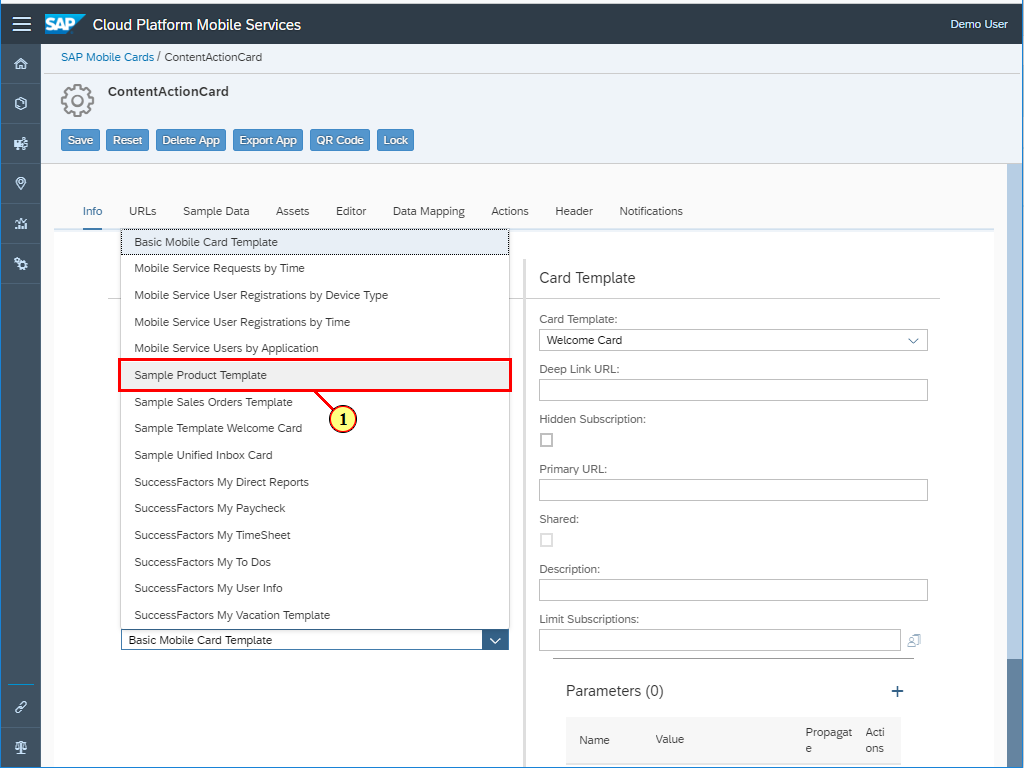 SAP Cloud Platform Mobile Services
Demo User
SAP Mobile Cards / ContentActionCard
ContentActionCard
Save Reset Delete App Export App QR Code Lock
Info URLs Sample Data Assets Editor Data Mapping Actions Header Notifications
Basic Mobile Card Template
Mobile Service Requests by Time
Mobile Service User Registrations by Device Type
Mobile Service User Registrations by Time
Mobile Service Users by Application
Sample Product Template
1
Sample Sales Orders Template
Sample Template Welcome Card
Sample Unified Inbox Card
SuccessFactors My Direct Reports
SuccessFactors My Paycheck
SuccessFactors My TimeSheet
SuccessFactors My To Dos
SuccessFactors My User Info
SuccessFactors My Vacation Template
Basic Mobile Card Template
Card Template
Card Template:
Welcome Card
Deep Link URL:
Hidden Subscription:
Primary URL:
Shared:
Description:
Limit Subscriptions:
Parameters (0)
Name Value Propagat
e
Acti
ons